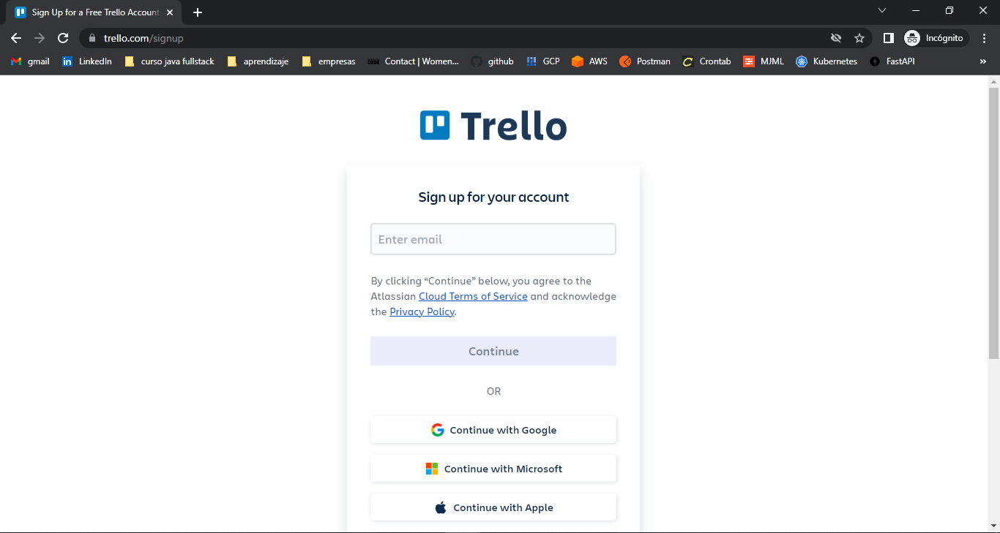 Sign Up for a Free Trello Account
trello.com/signup
Incógnito
gmail
LinkedIn
curso java fullstack
aprendizaje
empresas
Contact | Women...
github
GCP
AWS
Postman
Crontab
MJML
Kubernetes
FastAPI
»
Trello
Sign up for your account
Enter email
By clicking “Continue” below, you agree to the
Atlassian Cloud Terms of Service and acknowledge
the Privacy Policy.
Continue
OR
Continue with Google
Continue with Microsoft
Continue with Apple